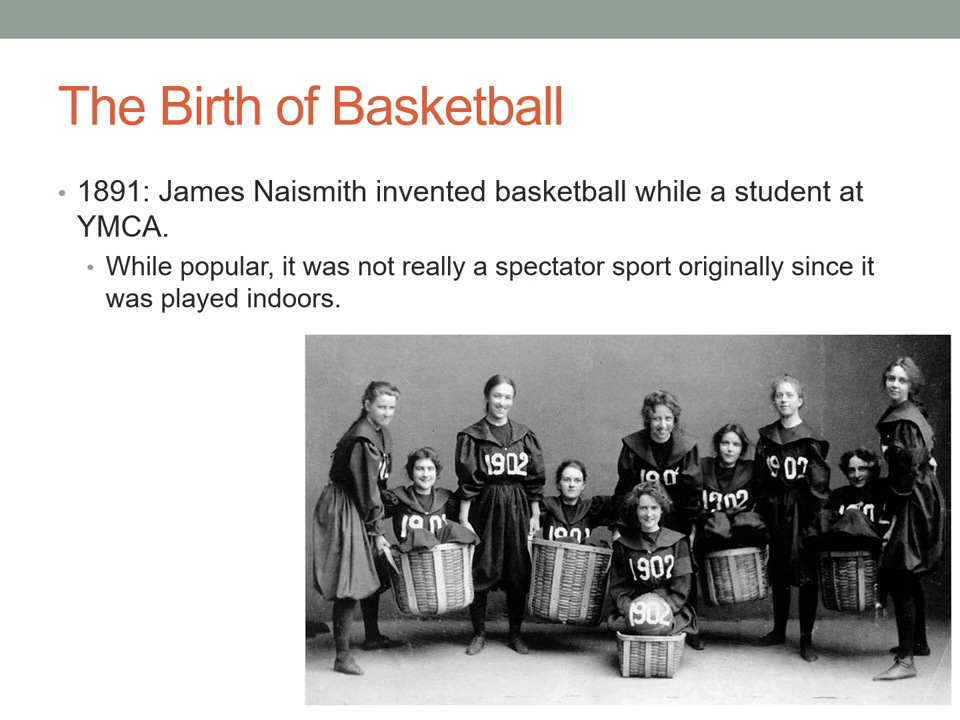 The Birth of Basketball
• 1891: James Naismith invented basketball while a student at
YMCA.
• While popular, it was not really a spectator sport originally since it
was played indoors.
1902
1902
1902
1902